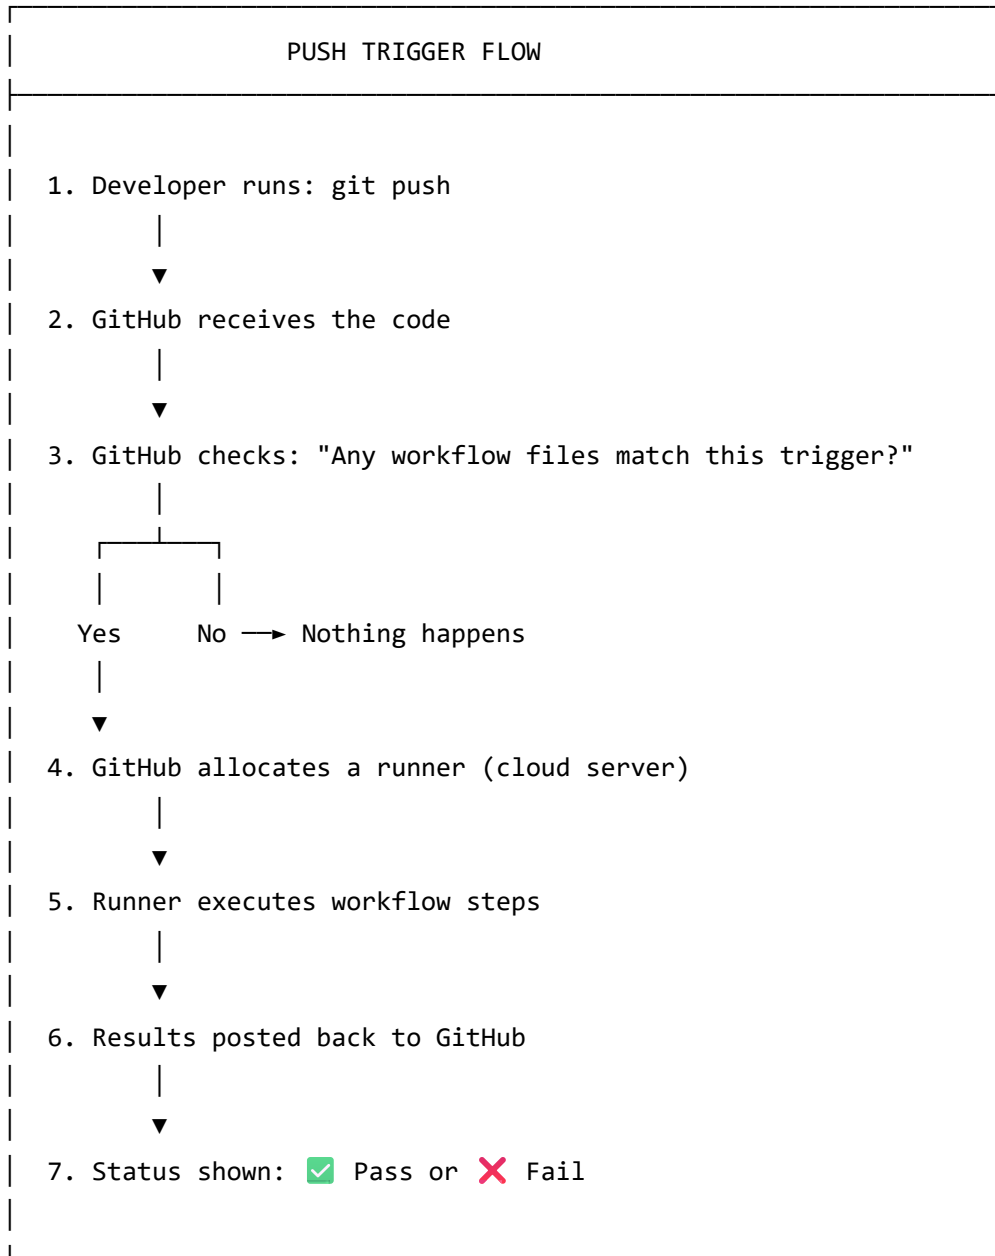 PUSH TRIGGER FLOW
1. Developer runs: git push
2. GitHub receives the code
3. GitHub checks: "Any workflow files match this trigger?"
Yes No ──► Nothing happens
4. GitHub allocates a runner (cloud server)
5. Runner executes workflow steps
6. Results posted back to GitHub
7. Status shown: ✅ Pass or ❌ Fail